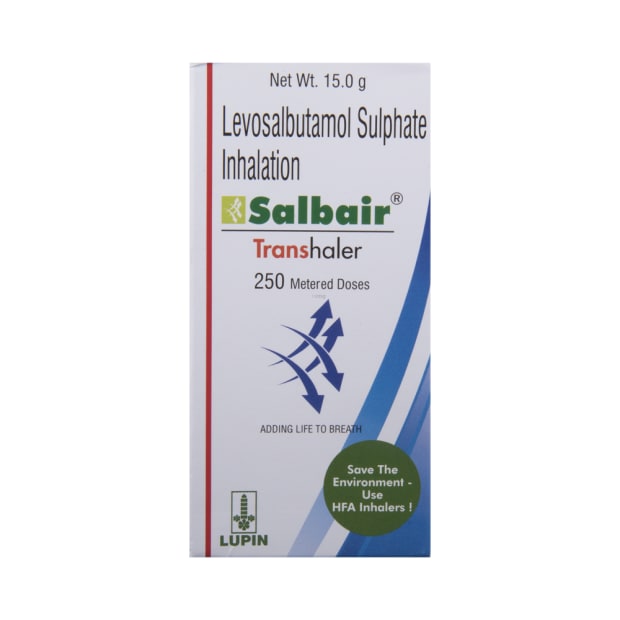 Net Wt. 15.0 g
Levosalbutamol Sulphate
Inhalation
Salbair®
Transhaler
250 Metered Doses
ADDING LIFE TO BREATH
Save The
Environment -
Use
HFA Inhalers !
LUPIN